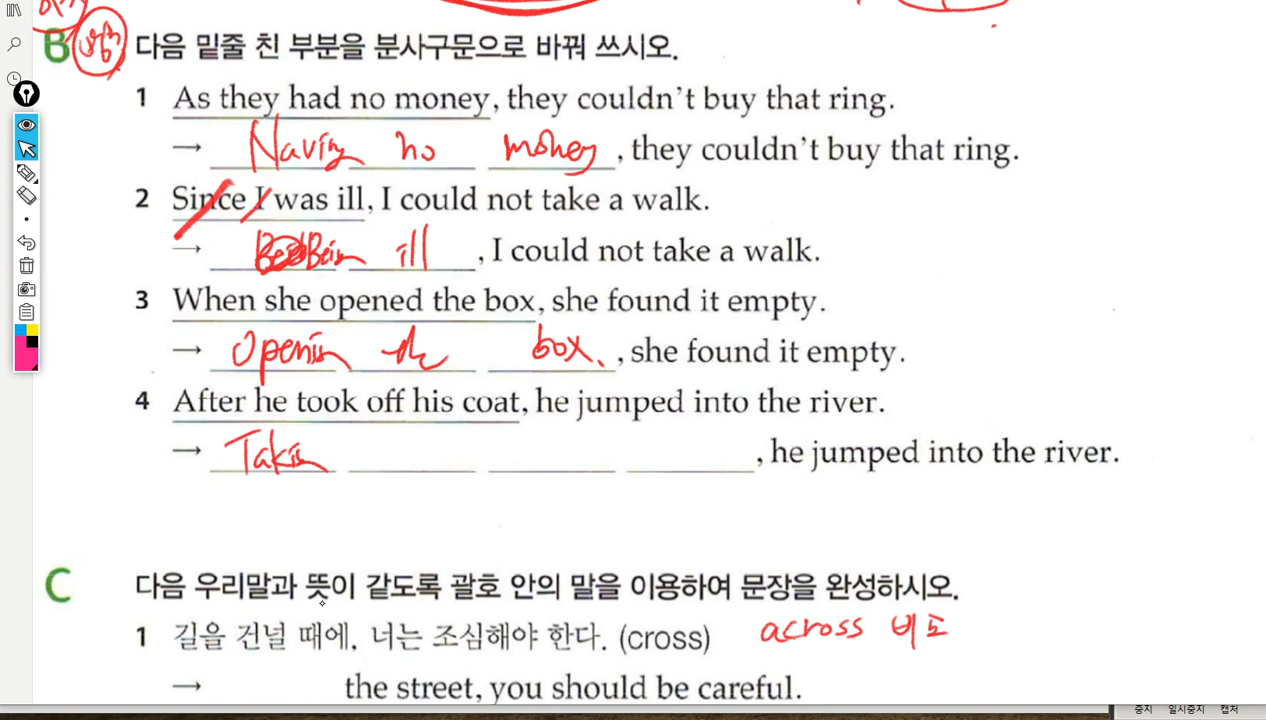 B 다음 밑줄 친 부분을 분사구문으로 바꿔 쓰시오.
1 As they had no money, they couldn't buy that ring.
→ Having no money , they couldn't buy that ring.
2 Since I was ill, I could not take a walk.
→ Bein ill , I could not take a walk.
3 When she opened the box, she found it empty.
→ Openin the box. , she found it empty.
4 After he took off his coat, he jumped into the river.
→ Takin , he jumped into the river.
C 다음 우리말과 뜻이 같도록 괄호 안의 말을 이용하여 문장을 완성하시오.
1 길을 건널 때에, 너는 조심해야 한다. (cross) across
→ the street, you should be careful.
중지 일시중지 캡처